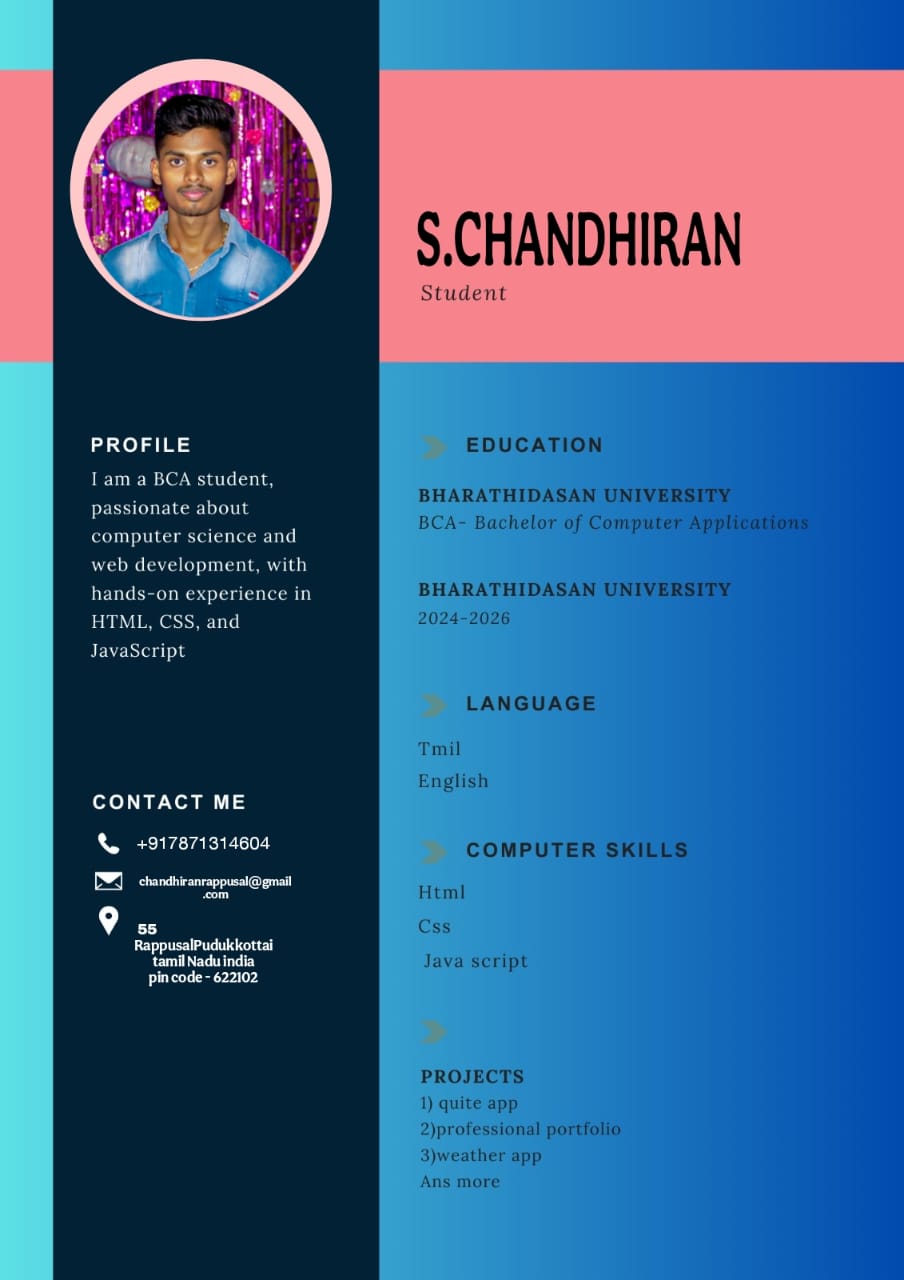 S.CHANDHIRAN
Student
PROFILE
I am a BCA student,
passionate about
computer science and
web development, with
hands-on experience in
HTML, CSS, and
JavaScript
CONTACT ME
+917871314604
chandhiranrappusal@gmail
.com
55
RappusalPudukkottai
tamil Nadu india
pin code - 622102
EDUCATION
BHARATHIDASAN UNIVERSITY
BCA- Bachelor of Computer Applications
BHARATHIDASAN UNIVERSITY
2024-2026
LANGUAGE
Tmil
English
COMPUTER SKILLS
Html
Css
Java script
PROJECTS
1) quite app
2)professional portfolio
3)weather app
Ans more